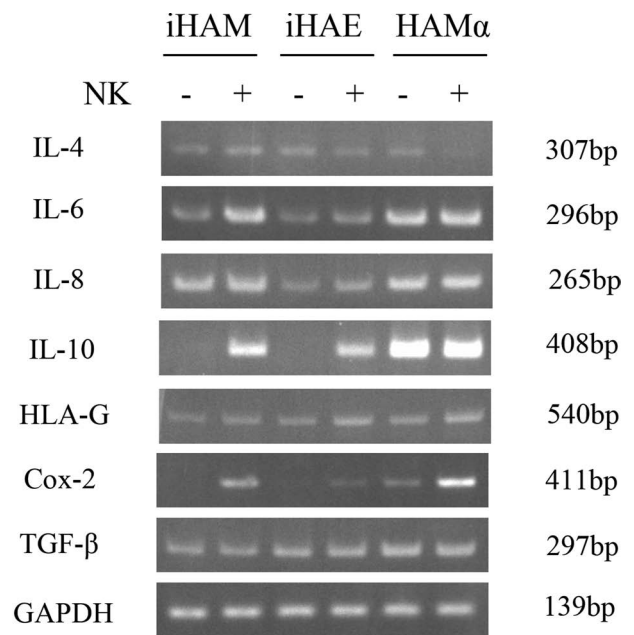 iHAM iHAE HAMα
NK - + - + - +
IL-4 307bp
IL-6 296bp
IL-8 265bp
IL-10 408bp
HLA-G 540bp
Cox-2 411bp
TGF-β 297bp
GAPDH 139bp